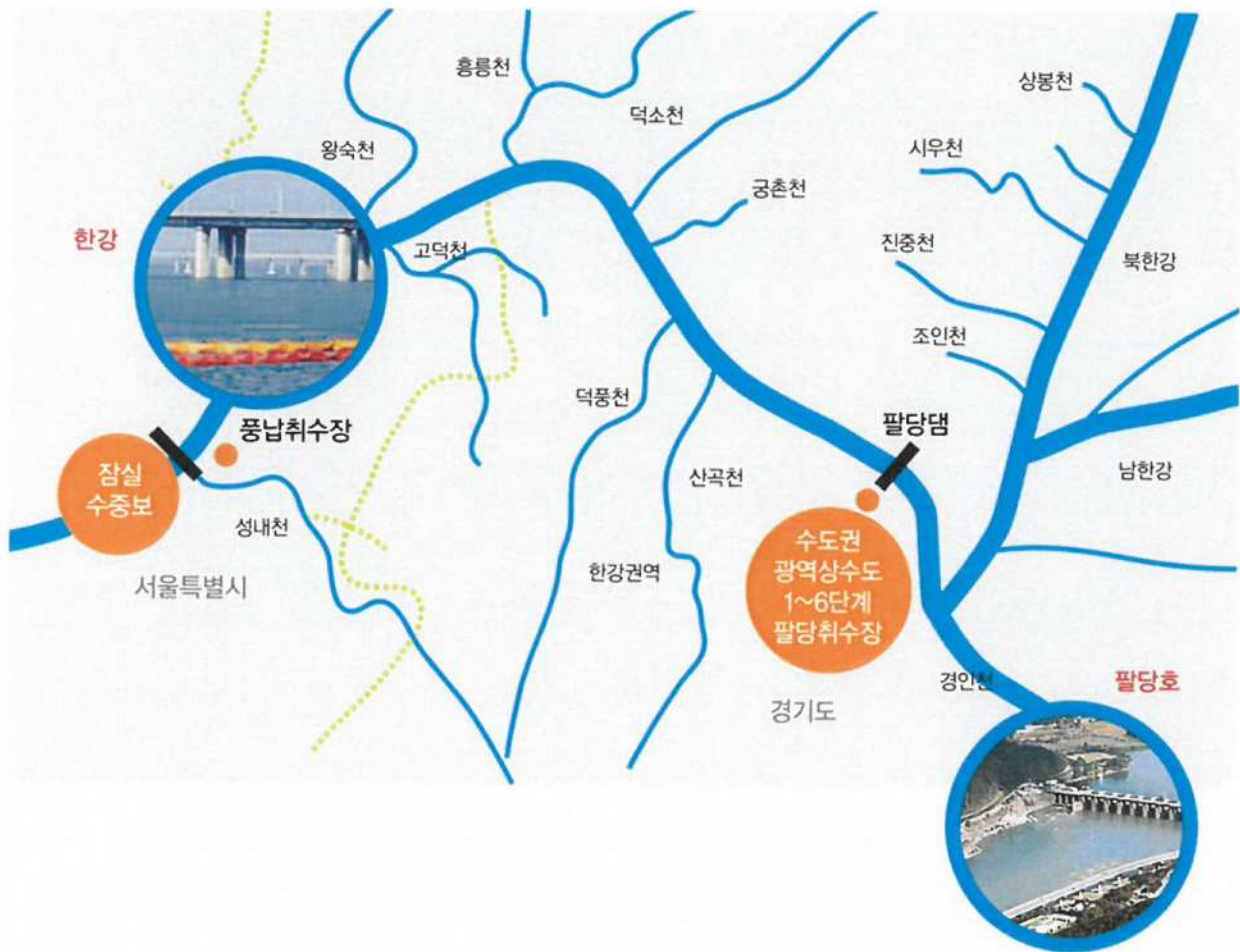 흥릉천
상봉천
덕소천
왕숙천
시우천
궁촌천
한강
고덕천
진중천
북한강
조인천
덕풍천
풍납취수장
팔당댐
잠실
수중보
산곡천
남한강
성내천
수도권
광역상수도
1~6단계
팔당취수장
한강권역
서울특별시
경인천
팔당호
경기도